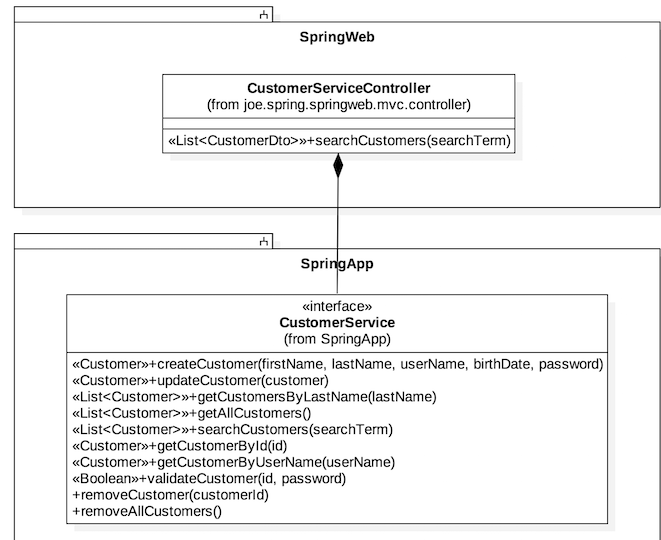 SpringWeb
CustomerServiceController
(from joe.spring.springweb.mvc.controller)
«List<CustomerDto>»+searchCustomers(searchTerm)
SpringApp
«interface»
CustomerService
(from SpringApp)
«Customer»+createCustomer(firstName, lastName, userName, birthDate, password)
«Customer»+updateCustomer(customer)
«List<Customer>»+getCustomersByLastName(lastName)
«List<Customer>»+getAllCustomers()
«List<Customer>»+searchCustomers(searchTerm)
«Customer»+getCustomerById(id)
«Customer»+getCustomerByUserName(userName)
«Boolean»+validateCustomer(id, password)
+removeCustomer(customerId)
+removeAllCustomers()